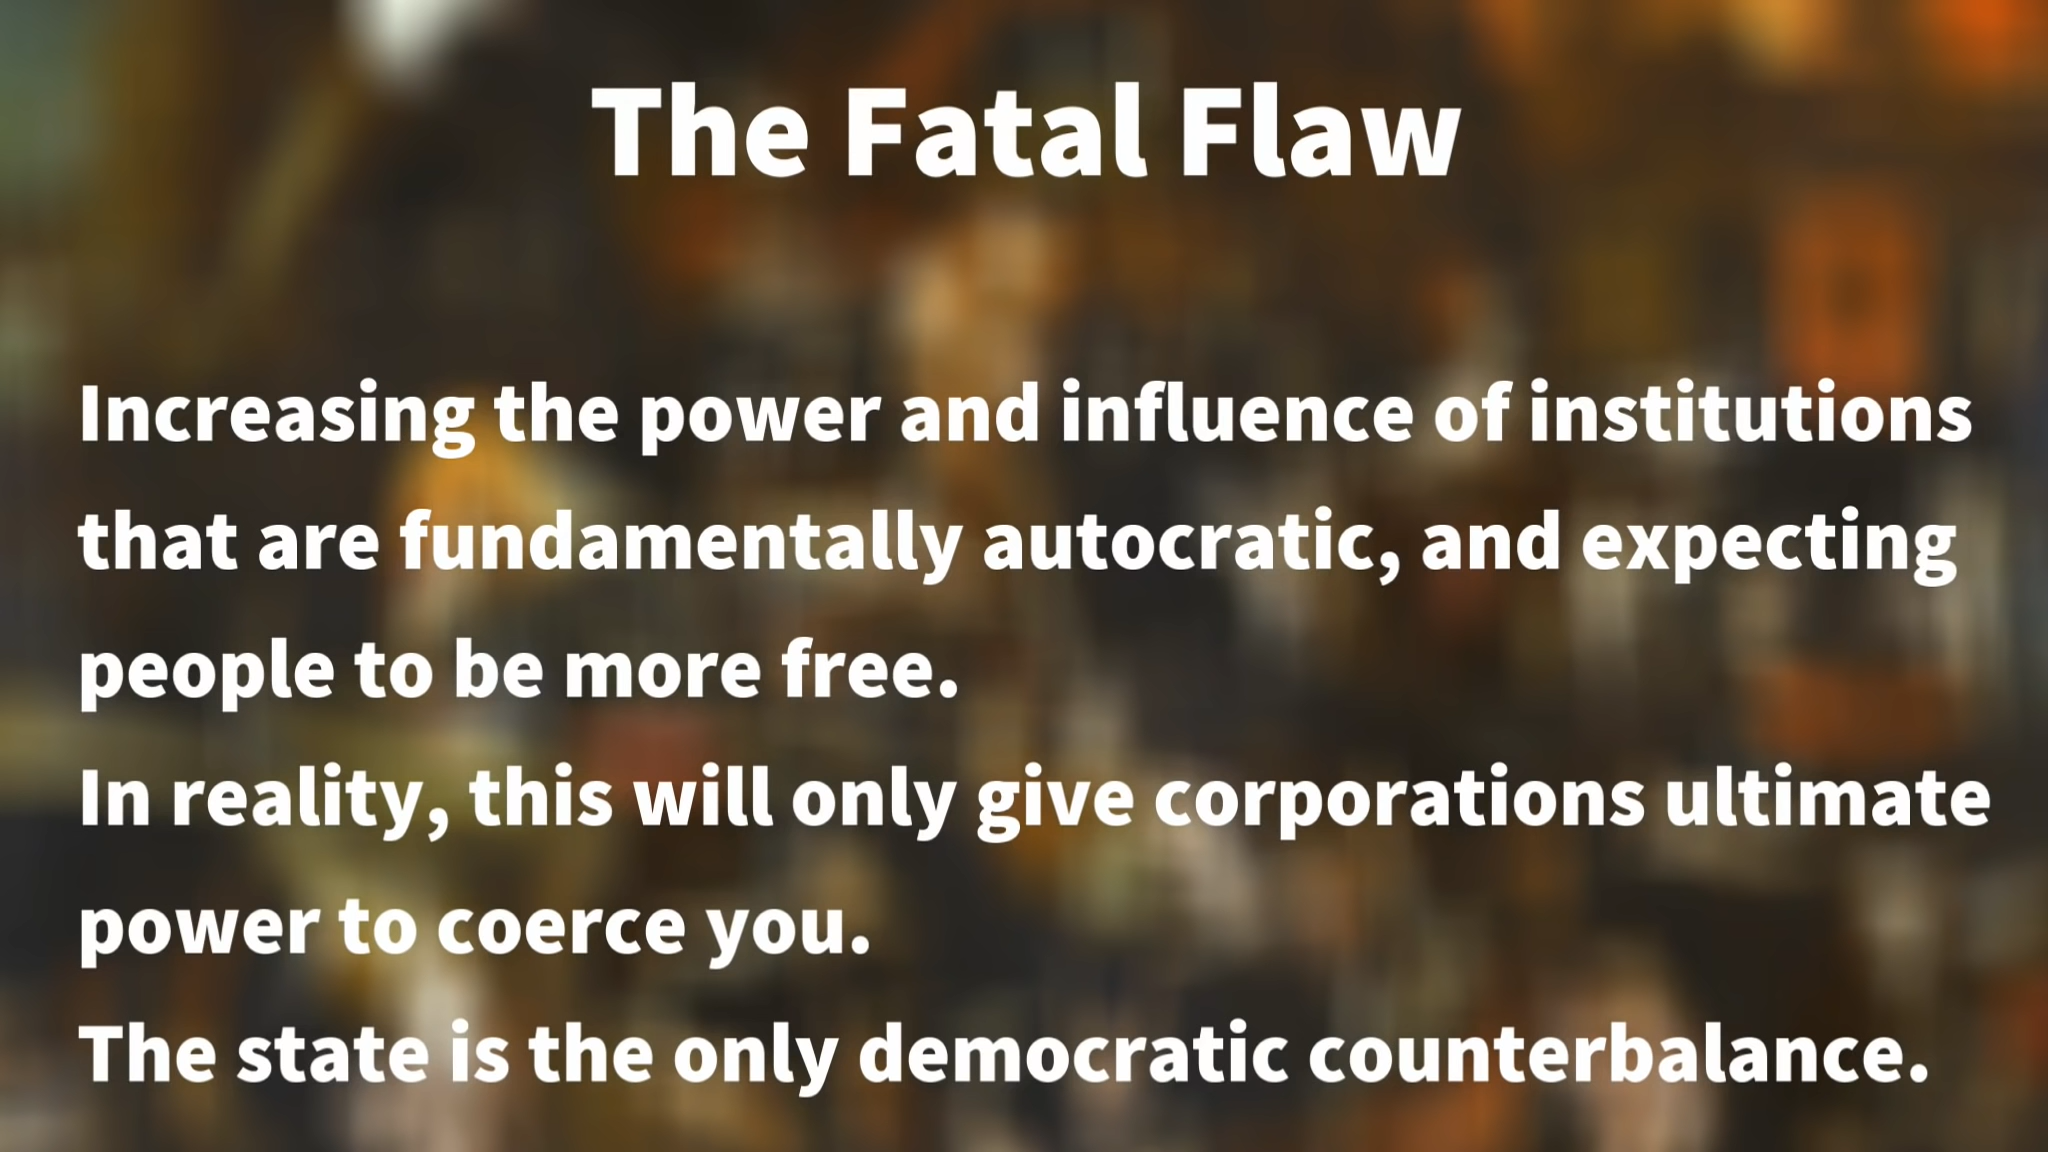 The Fatal Flaw
Increasing the power and influence of institutions
that are fundamentally autocratic, and expecting
people to be more free.
In reality, this will only give corporations ultimate
power to coerce you.
The state is the only democratic counterbalance.